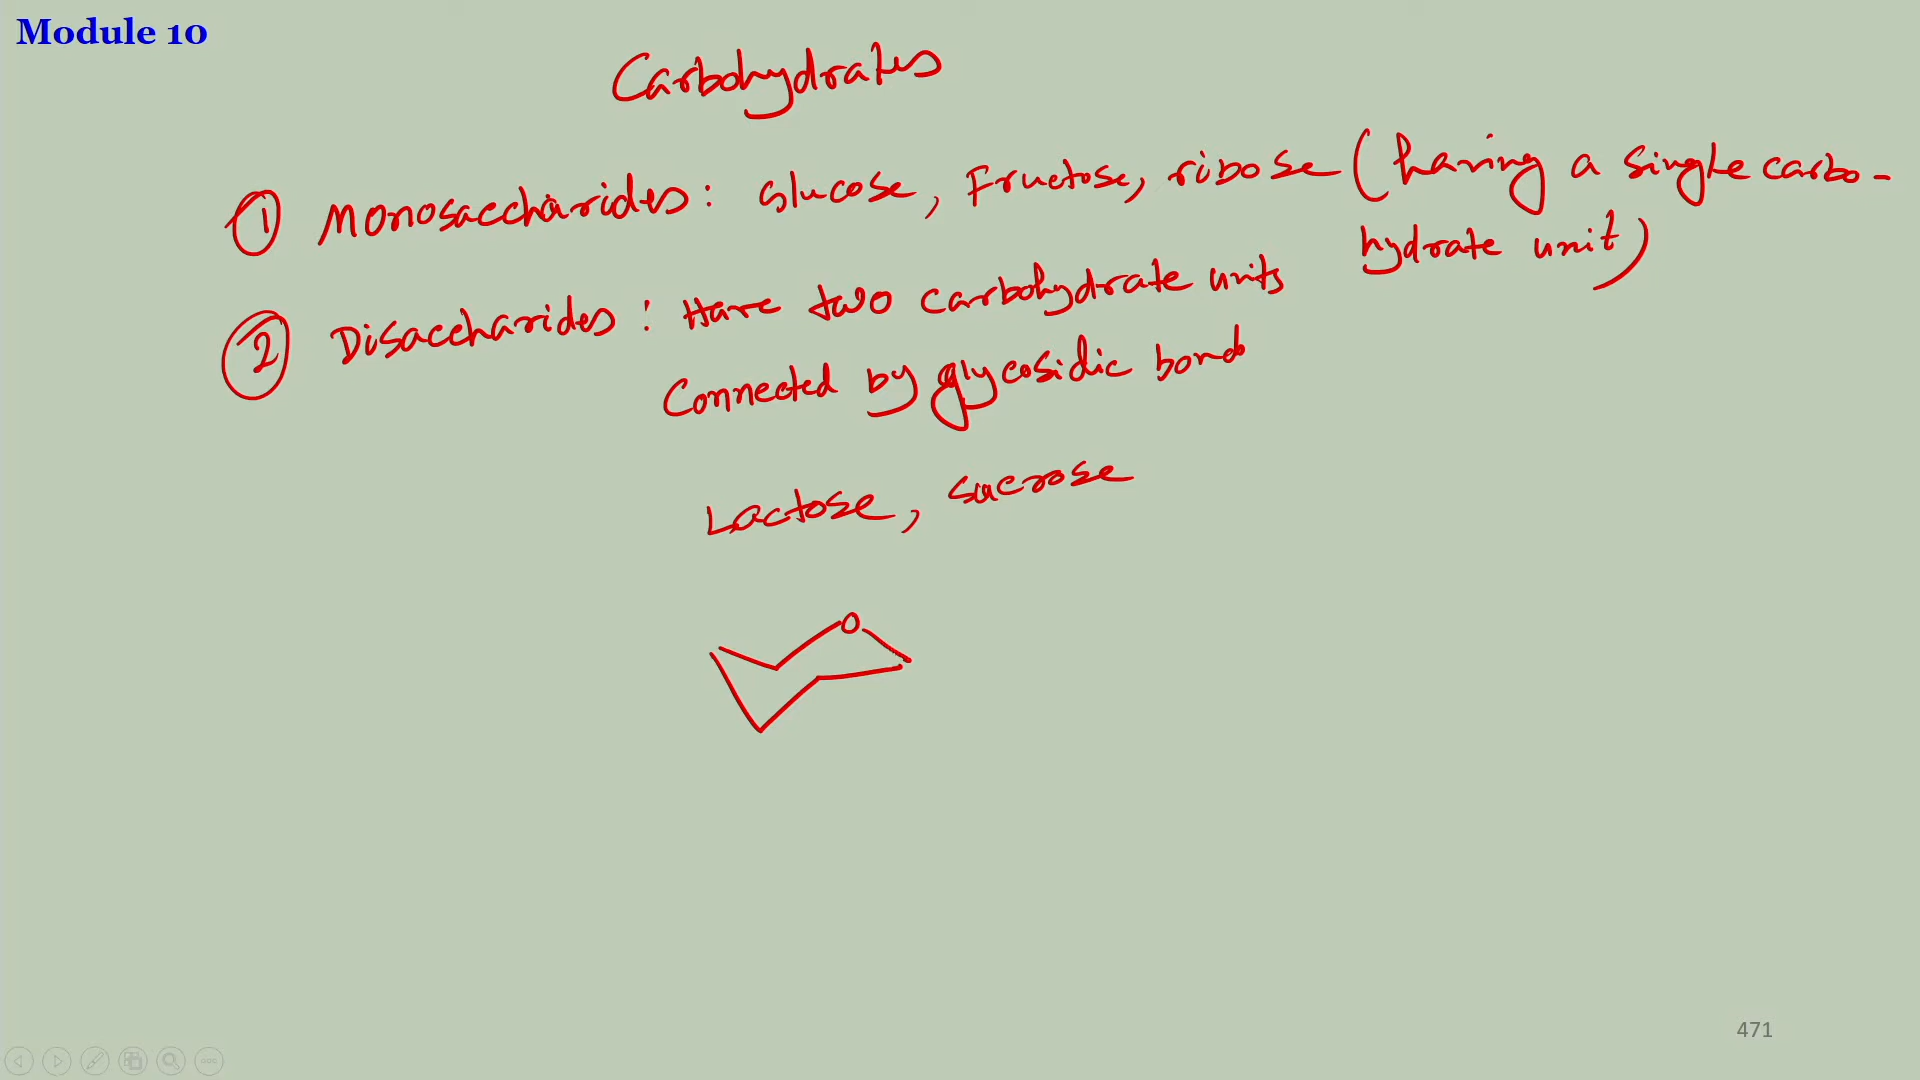 Module 10
Carbohydrates
① Monosaccharides: Glucose, Fructose, ribose (having a single carbo-
hydrate unit)
② Disaccharides: Have two carbohydrate units
Connected by glycosidic bond
Lactose, sucrose
O
471